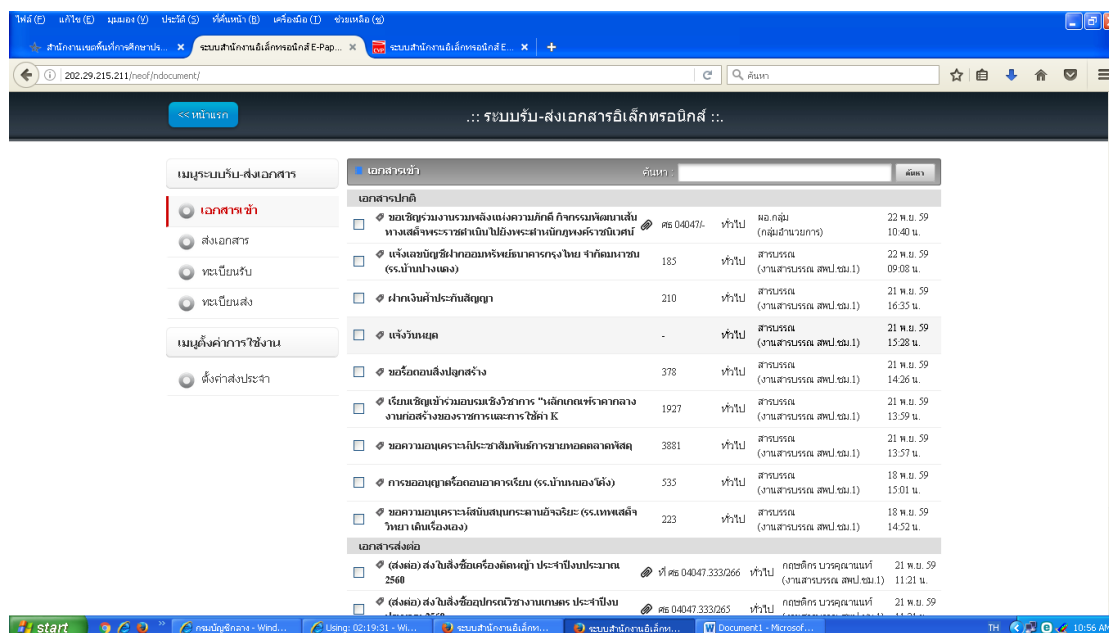 ไฟล์ (F) แก้ไข (E) มุมมอง (V) ประวัติ (S) ที่คั่นหน้า (B) เครื่องมือ (T) ช่วยเหลือ (ช)
สำนักงานเขตพื้นที่การศึกษาปร... ระบบสำนักงานอิเล็กทรอนิกส์ E-Pap... ระบบสำนักงานอิเล็กทรอนิกส์ E...
202.29.215.211/neof/ndocument/ ค้นหา
<< หน้าแรก .:: ระบบรับ-ส่งเอกสารอิเล็กทรอนิกส์ ::.
เมนูระบบรับ-ส่งเอกสาร
เอกสารเข้า
ส่งเอกสาร
ทะเบียนรับ
ทะเบียนส่ง
เมนูตั้งค่าการใช้งาน
ตั้งค่าส่งประจำ
เอกสารเข้า ค้นหา : ค้นหา
เอกสารปกติ
ขอเชิญร่วมงานรวมพลังแห่งความภักดี กิจกรรมพัฒนาเส้น ศธ 04047/- ทั่วไป ผอ.กลุ่ม 22 พ.ย. 59
ทางเสด็จพระราชดำเนินไปยังพระตำหนักภูพงค์ราชนิเวศน์ (กลุ่มอำนวยการ) 10:40 น.
แจ้งเลขบัญชีฝากออมทรัพย์ธนาคารกรุงไทย จำกัดมหาชน 185 ทั่วไป สารบรรณ 22 พ.ย. 59
(รร.บ้านปางแดง) (งานสารบรรณ สพป.ชม.1) 09:08 น.
ฝากเงินค้ำประกันสัญญา 210 ทั่วไป สารบรรณ 21 พ.ย. 59
(งานสารบรรณ สพป.ชม.1) 16:35 น.
แจ้งวันหยุด - ทั่วไป สารบรรณ 21 พ.ย. 59
(งานสารบรรณ สพป.ชม.1) 15:28 น.
ขอรื้อถอนสิ่งปลูกสร้าง 378 ทั่วไป สารบรรณ 21 พ.ย. 59
(งานสารบรรณ สพป.ชม.1) 14:26 น.
เรียนเชิญเข้าร่วมอบรมเชิงวิชาการ "หลักเกณฑ์ราคากลาง 1927 ทั่วไป สารบรรณ 21 พ.ย. 59
งานก่อสร้างของราชการและการใช้ค่า K (งานสารบรรณ สพป.ชม.1) 13:59 น.
ขอความอนุเคราะห์ประชาสัมพันธ์การขายทอดตลาดพัสดุ 3881 ทั่วไป สารบรรณ 21 พ.ย. 59
(งานสารบรรณ สพป.ชม.1) 13:57 น.
การขออนุญาตรื้อถอนอาคารเรียน (รร.บ้านหนองโค้ง) 535 ทั่วไป สารบรรณ 18 พ.ย. 59
(งานสารบรรณ สพป.ชม.1) 15:01 น.
ขอความอนุเคราะห์สนับสนุนกระดานอัจฉริยะ (รร.เทพเสด็จ 223 ทั่วไป สารบรรณ 18 พ.ย. 59
วิทยา เดินเรื่องเอง) (งานสารบรรณ สพป.ชม.1) 14:52 น.
เอกสารส่งต่อ
(ส่งต่อ) ส่งใบสั่งซื้อเครื่องตัดหญ้า ประจำปีงบประมาณ ที่ ศธ 04047.333/266 ทั่วไป กฤษติกร บวรคุณานนท์ 21 พ.ย. 59
2560 (งานสารบรรณ สพป.ชม.1) 11:21 น.
(ส่งต่อ) ส่งใบสั่งซื้ออุปกรณ์วิชางานเกษตร ประจำปีงบ ศธ 04047.333/265 ทั่วไป กฤษติกร บวรคุณานนท์ 21 พ.ย. 59
start กรมบัญชีกลาง - Wind... Using: 02:19:31 - Wi... ระบบสำนักงานอิเล็กท... ระบบสำนักงานอิเล็กท... Document1 - Microsof... TH 10:56 AM